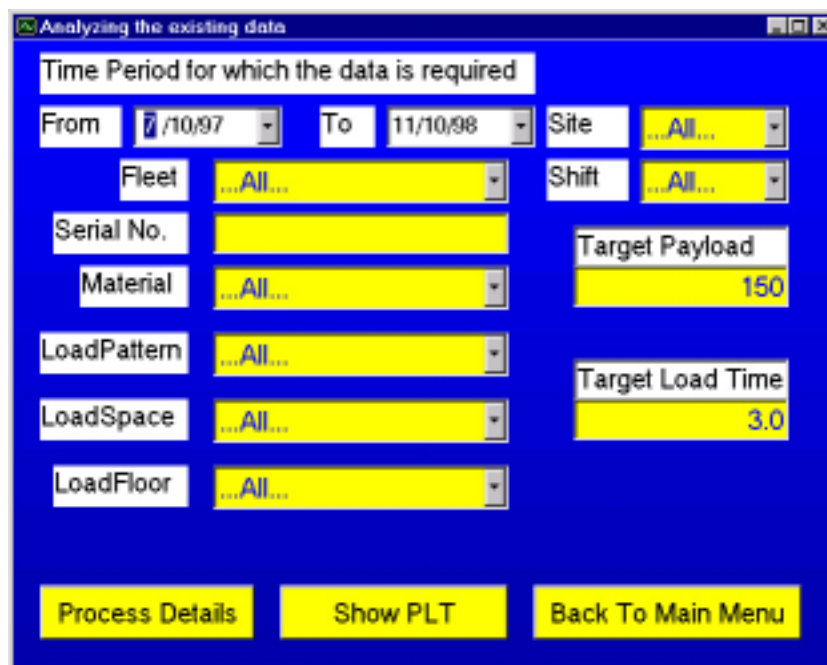 Analyzing the existing data
Time Period for which the data is required
From 7 /10/97 To 11/10/98 Site ...All...
Fleet ...All... Shift ...All...
Serial No.
Target Payload
Material ...All... 150
LoadPattern ...All...
Target Load Time
LoadSpace ...All... 3.0
LoadFloor ...All...
Process Details Show PLT Back To Main Menu